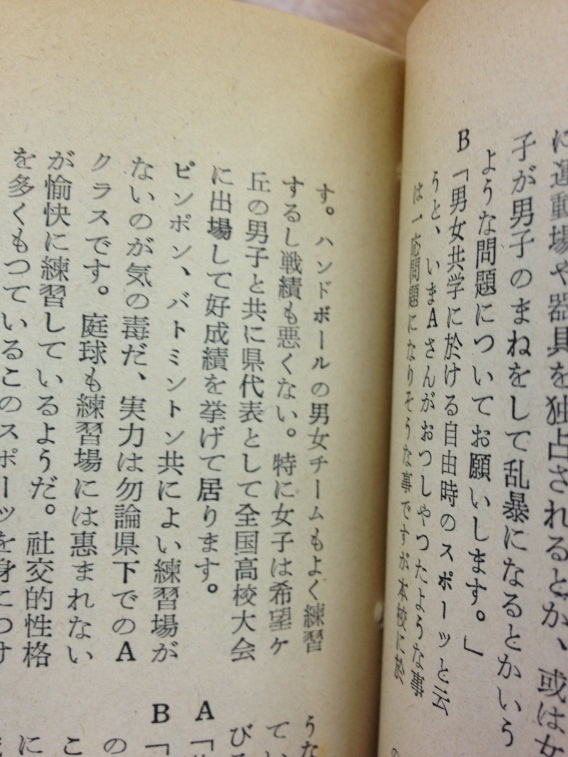 に運動場や器具を独占されるとか、或は女
子が男子のまねをして乱暴になるとかいう
ような問題についてお願いします。」
B「男女共学に於ける自由時のスポーツと云
うと、いまAさんがおつしやつたような事
は一応問題になりそうな事ですが本校に於
す。ハンドボールの男女チームもよく練習
するし戦績も悪くない。特に女子は希望ヶ
丘の男子と共に県代表として全国高校大会
に出場して好成績を挙げて居ります。
ピンポン、バトミントン共によい練習場が
ないのが気の毒だ、実力は勿論県下でのA
クラスです。庭球も練習場には恵まれない
が愉快に練習しているようだ。社交的性格
を多くもつているこのスポーツを身につけ
うな
て
びる
A「
B「
の
こ
に